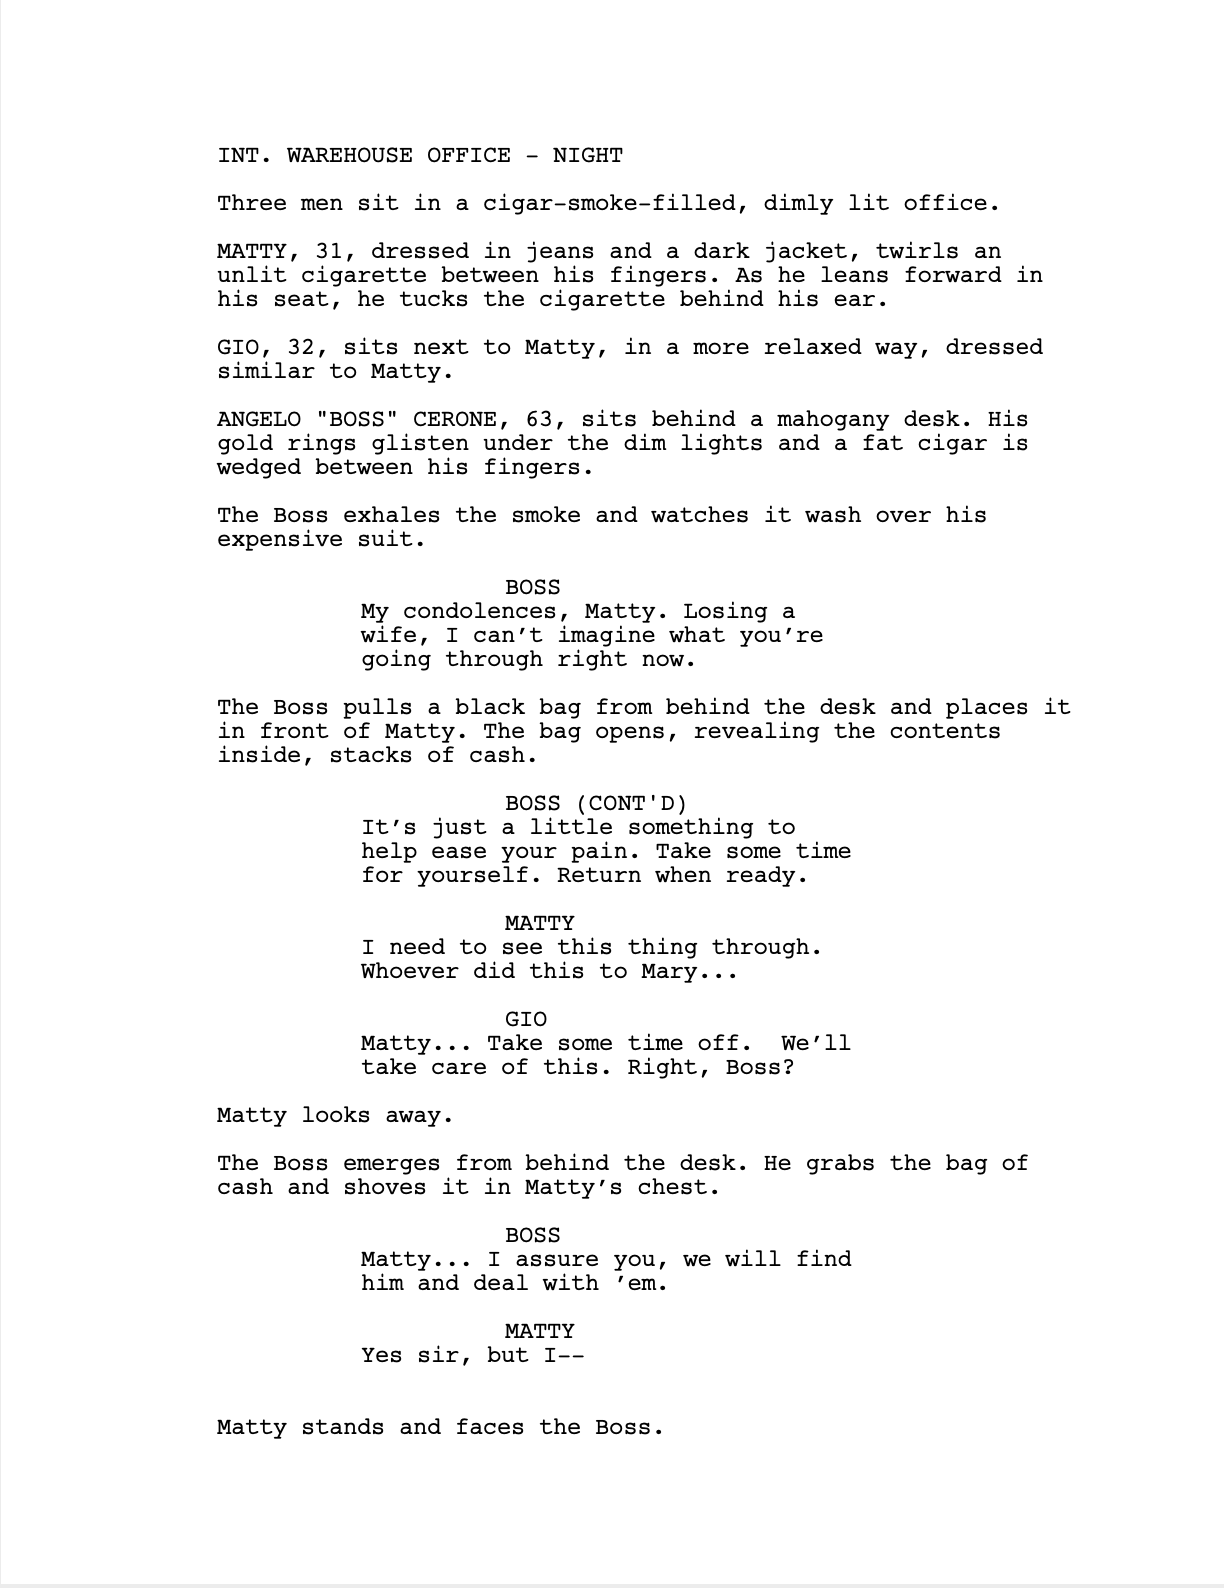 INT. WAREHOUSE OFFICE - NIGHT
Three men sit in a cigar-smoke-filled, dimly lit office.
MATTY, 31, dressed in jeans and a dark jacket, twirls an
unlit cigarette between his fingers. As he leans forward in
his seat, he tucks the cigarette behind his ear.
GIO, 32, sits next to Matty, in a more relaxed way, dressed
similar to Matty.
ANGELO "BOSS" CERONE, 63, sits behind a mahogany desk. His
gold rings glisten under the dim lights and a fat cigar is
wedged between his fingers.
The Boss exhales the smoke and watches it wash over his
expensive suit.
BOSS
My condolences, Matty. Losing a
wife, I can’t imagine what you’re
going through right now.
The Boss pulls a black bag from behind the desk and places it
in front of Matty. The bag opens, revealing the contents
inside, stacks of cash.
BOSS (CONT'D)
It’s just a little something to
help ease your pain. Take some time
for yourself. Return when ready.
MATTY
I need to see this thing through.
Whoever did this to Mary...
GIO
Matty... Take some time off.  We’ll
take care of this. Right, Boss?
Matty looks away.
The Boss emerges from behind the desk. He grabs the bag of
cash and shoves it in Matty’s chest.
BOSS
Matty... I assure you, we will find
him and deal with ’em.
MATTY
Yes sir, but I--
Matty stands and faces the Boss.